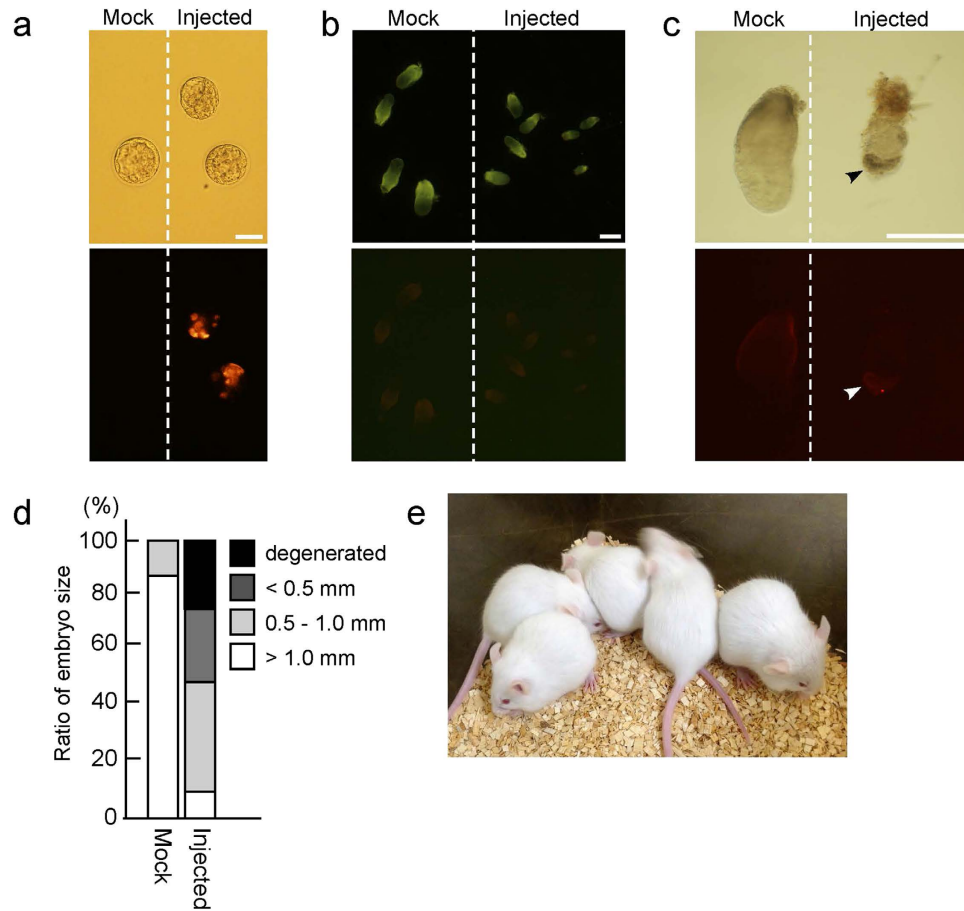 a
Mock Injected
b
Mock Injected
c
Mock Injected
d
(%)
Ratio of embryo size
100
80
60
40
20
0
Mock
Injected
degenerated
< 0.5 mm
0.5 - 1.0 mm
> 1.0 mm
e